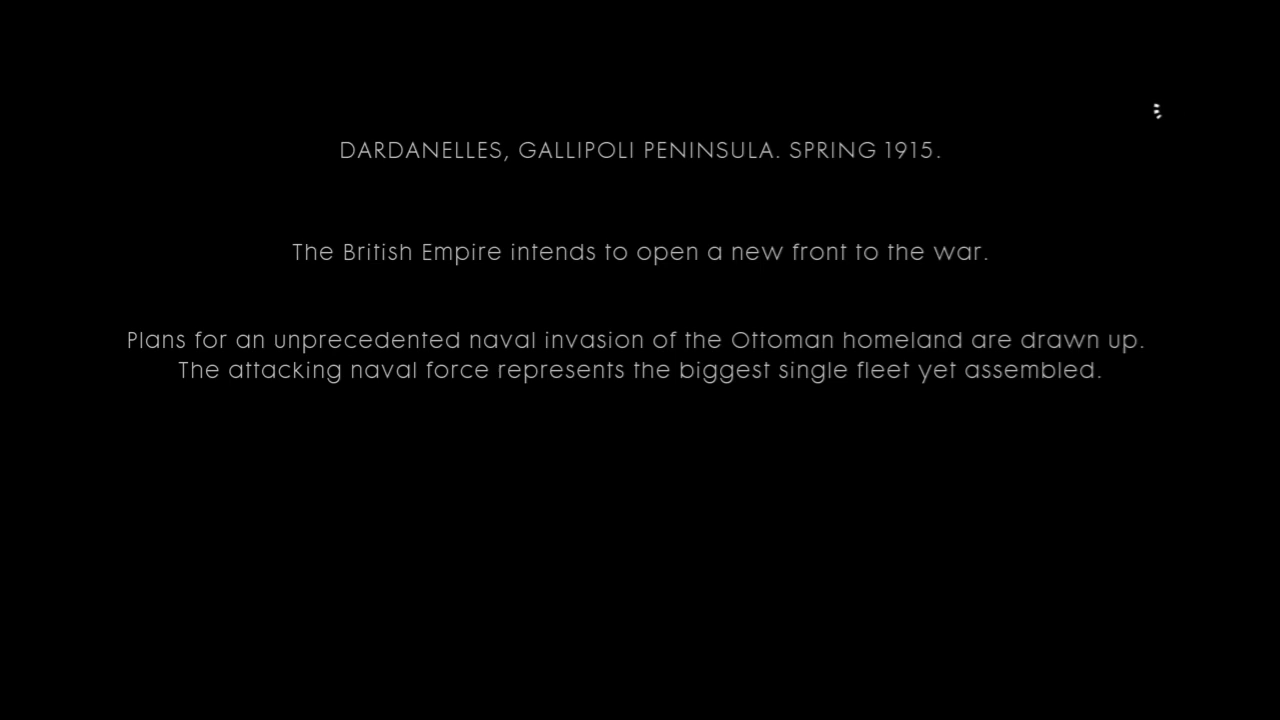 DARDANELLES, GALLIPOLI PENINSULA. SPRING 1915.
The British Empire intends to open a new front to the war.
Plans for an unprecedented naval invasion of the Ottoman homeland are drawn up.
The attacking naval force represents the biggest single fleet yet assembled.